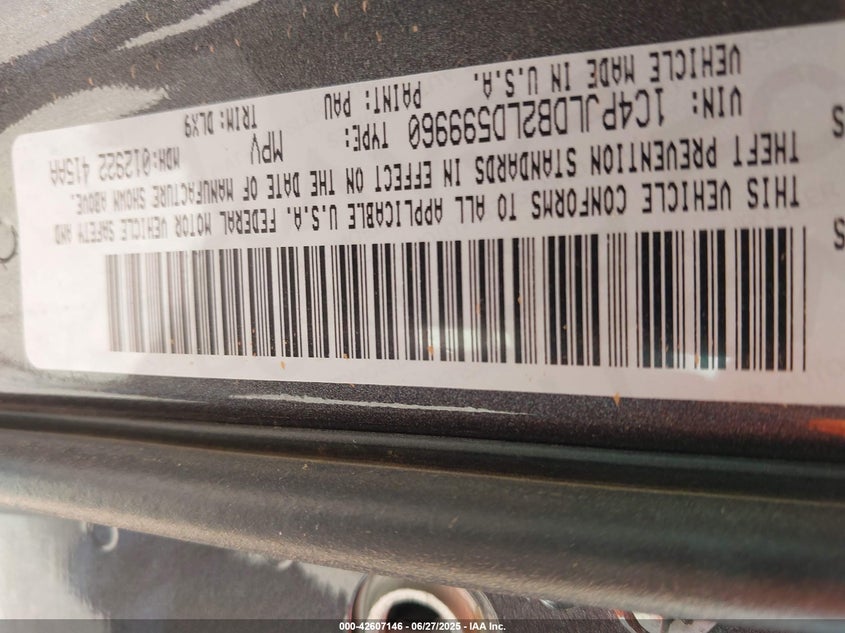 THIS VEHICLE CONFORMS TO ALL APPLICABLE U.S.A. FEDERAL MOTOR VEHICLE SAFETY AND
THEFT PREVENTION STANDARDS IN EFFECT ON THE DATE OF MANUFACTURE SHOWN ABOVE.
VIN: 1C4PJLDB2LD599960 TYPE: MPV MDH:012922 415AA
VEHICLE MADE IN U.S.A. PAINT: PAU TRIM: DLX9
000-42607146 - 06/27/2025 - IAA Inc.